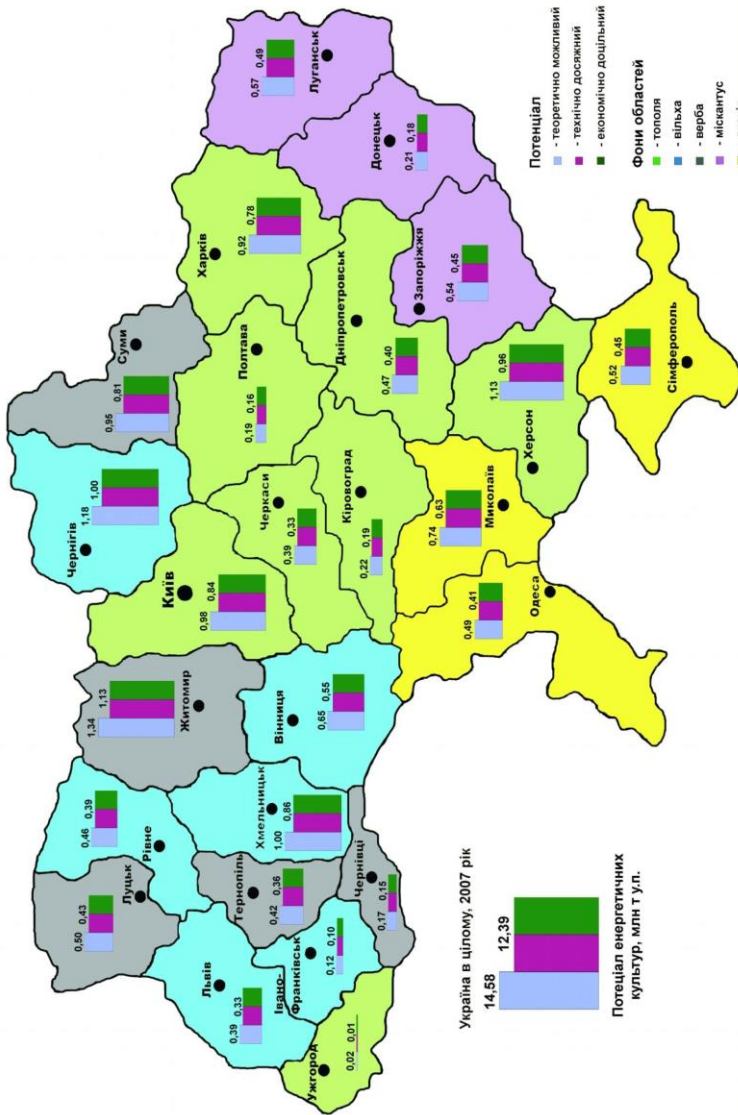 Чернігів
1,18 1,00
Суми
0,95 0,81
Луцьк
0,50 0,43
Рівне
0,46 0,39
Житомир
1,34 1,13
Київ
0,98 0,84
Полтава
0,19 0,16
Харків
0,92 0,78
Луганськ
0,57 0,49
Львів
0,39 0,33
Тернопіль
0,42 0,36
Хмельницьк
1,00 0,86
Вінниця
0,65 0,55
Черкаси
0,39 0,33
Кіровоград
0,22 0,19
Дніпропетровськ
0,47 0,40
Донецьк
0,21 0,18
Ужгород
0,02 0,01
Івано-
Франківськ
0,12 0,10
Чернівці
0,17 0,15
Одеса
0,49 0,41
Миколаїв
0,74 0,63
Херсон
1,13 0,96
Запоріжжя
0,54 0,45
Сімферополь
0,52 0,45
Україна в цілому, 2007 рік
14,58 12,39
Потеціал енергетичних
культур, млн т у.п.
Потенціал
- теоретично можливий
- технічно досяжний
- економічно доцільний
Фони областей
- тополя
- вільха
- верба
- міскантус